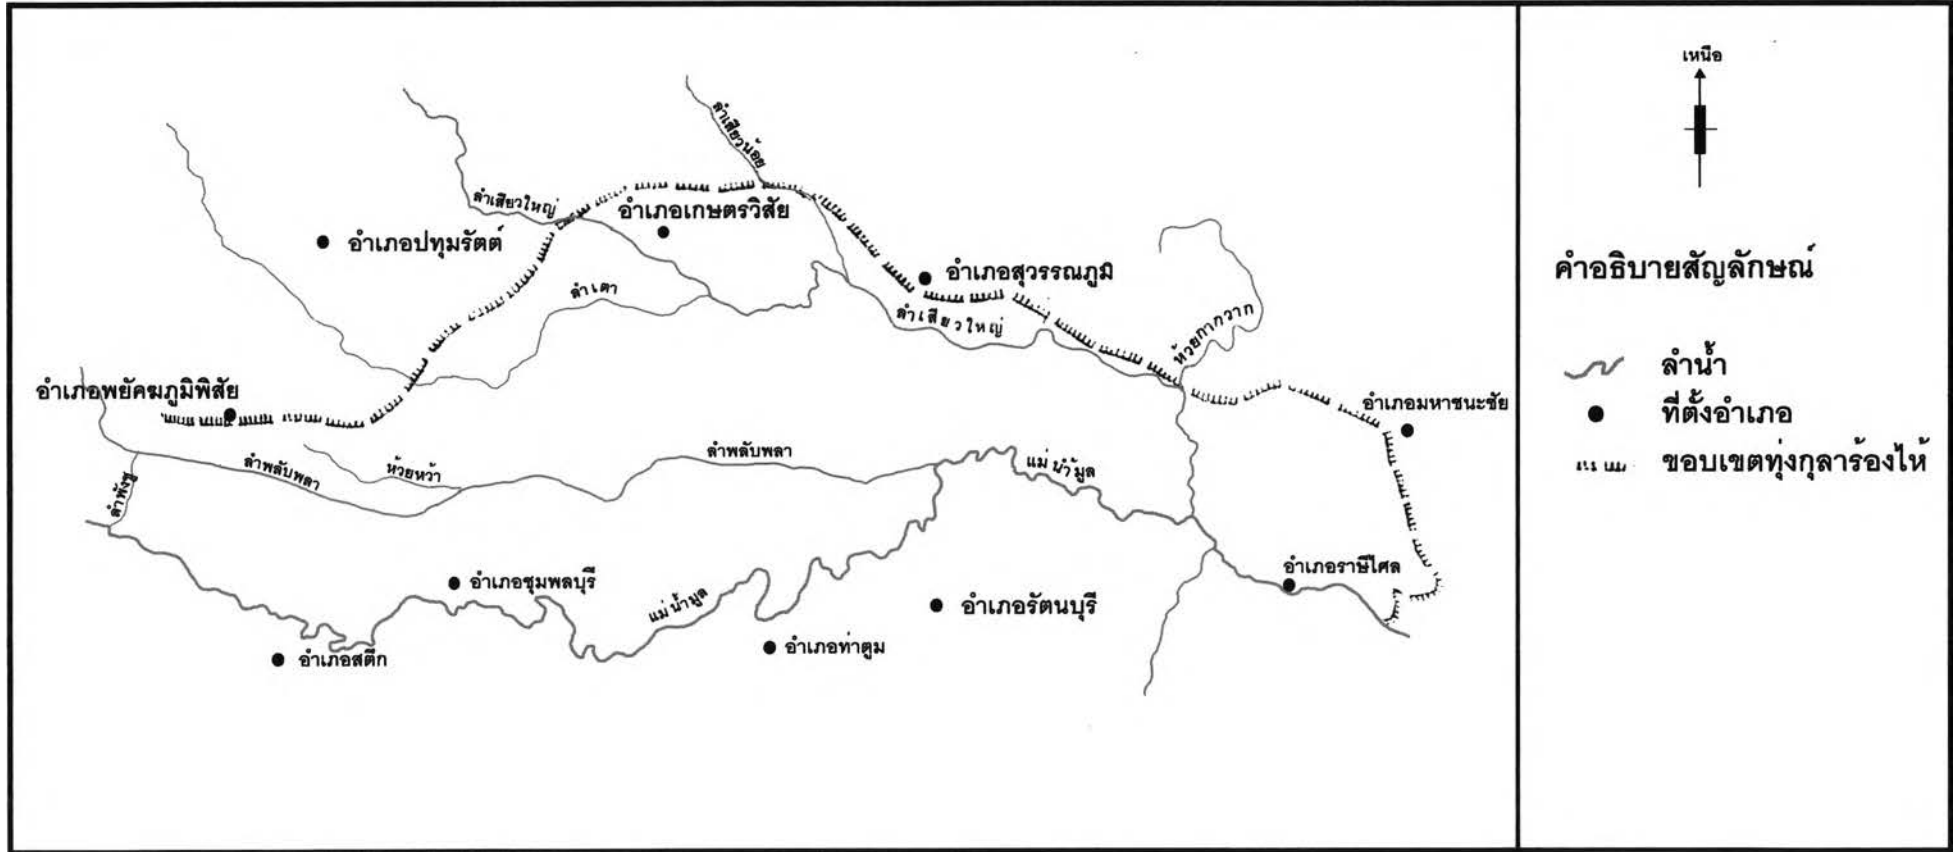 เหนือ
ลำเสียวน้อย
ลำเสียวใหญ่
อำเภอเกษตรวิสัย
อำเภอปทุมรัตต์
อำเภอสุวรรณภูมิ
ลำเตา
ลำเสียวใหญ่
ห้วยกากวาก
อำเภอพยัคฆภูมิพิสัย
อำเภอมหาชนะชัย
ลำพลับพลา
ห้วยหว้า
ลำพลับพลา
แม่น้ำมูล
ลำพังชู
อำเภอชุมพลบุรี
อำเภอราษีไศล
แม่น้ำมูล
อำเภอรัตนบุรี
อำเภอสตึก
อำเภอท่าตูม
คำอธิบายสัญลักษณ์
ลำน้ำ
ที่ตั้งอำเภอ
ขอบเขตทุ่งกุลาร้องไห้